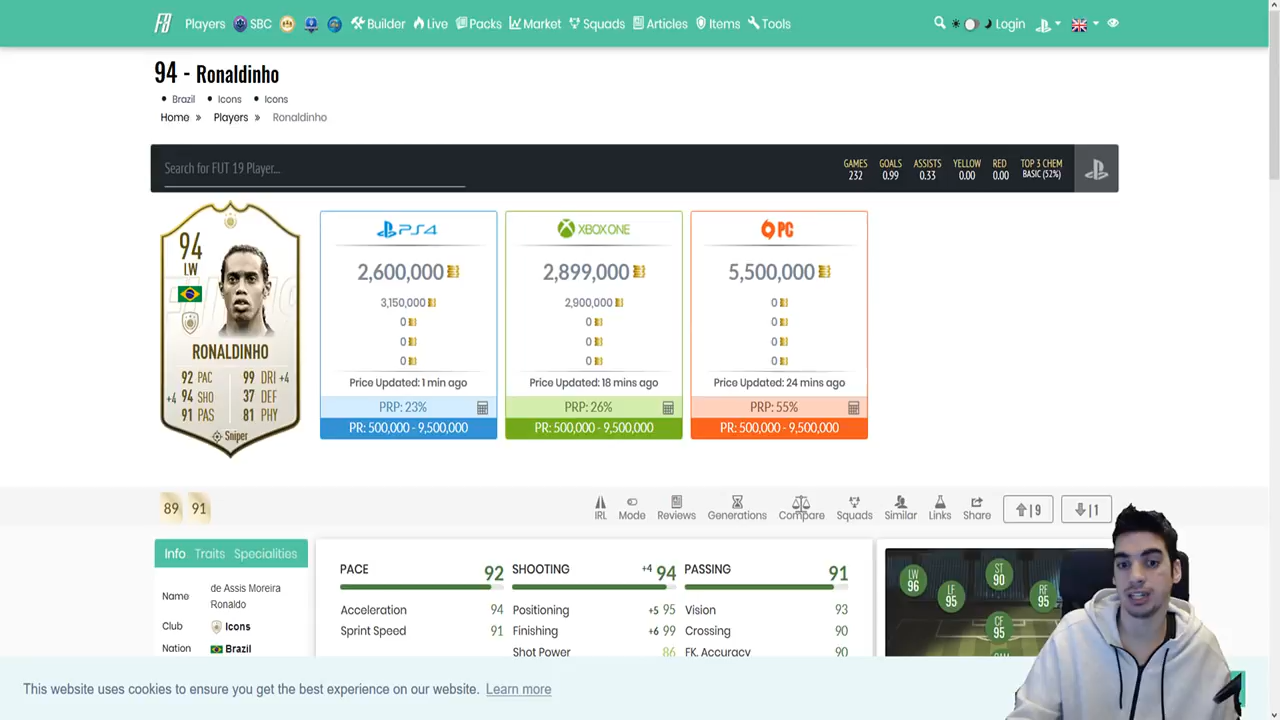 F8 Players SBC Builder Live Packs Market Squads Articles Items Tools Login
94 - Ronaldinho
• Brazil • Icons • Icons
Home » Players » Ronaldinho
Search for FUT 19 Player...
GAMES GOALS ASSISTS YELLOW RED TOP 3 CHEM
232 0.99 0.33 0.00 0.00 BASIC (52%)
94
LW
RONALDINHO
92 PAC 99 DRI +4
+4 94 SHO 37 DEF
91 PAS 81 PHY
Sniper
PS4
2,600,000
3,150,000
0
0
0
Price Updated: 1 min ago
PRP: 23%
PR: 500,000 - 9,500,000
XBOX ONE
2,899,000
2,900,000
0
0
0
Price Updated: 18 mins ago
PRP: 26%
PR: 500,000 - 9,500,000
PC
5,500,000
0
0
0
0
Price Updated: 24 mins ago
PRP: 55%
PR: 500,000 - 9,500,000
89 91
IRL Mode Reviews Generations Compare Squads Similar Links Share | 9 | 1
Info Traits Specialities
Name de Assis Moreira
Ronaldo
Club Icons
Nation Brazil
PACE 92
Acceleration 94
Sprint Speed 91
SHOOTING +4 94
Positioning +5 95
Finishing +6 99
Shot Power 86
PASSING 91
Vision 93
Crossing 90
FK. Accuracy 90
LW
96
LF
95
ST
90
RF
95
CF
95
This website uses cookies to ensure you get the best experience on our website. Learn more